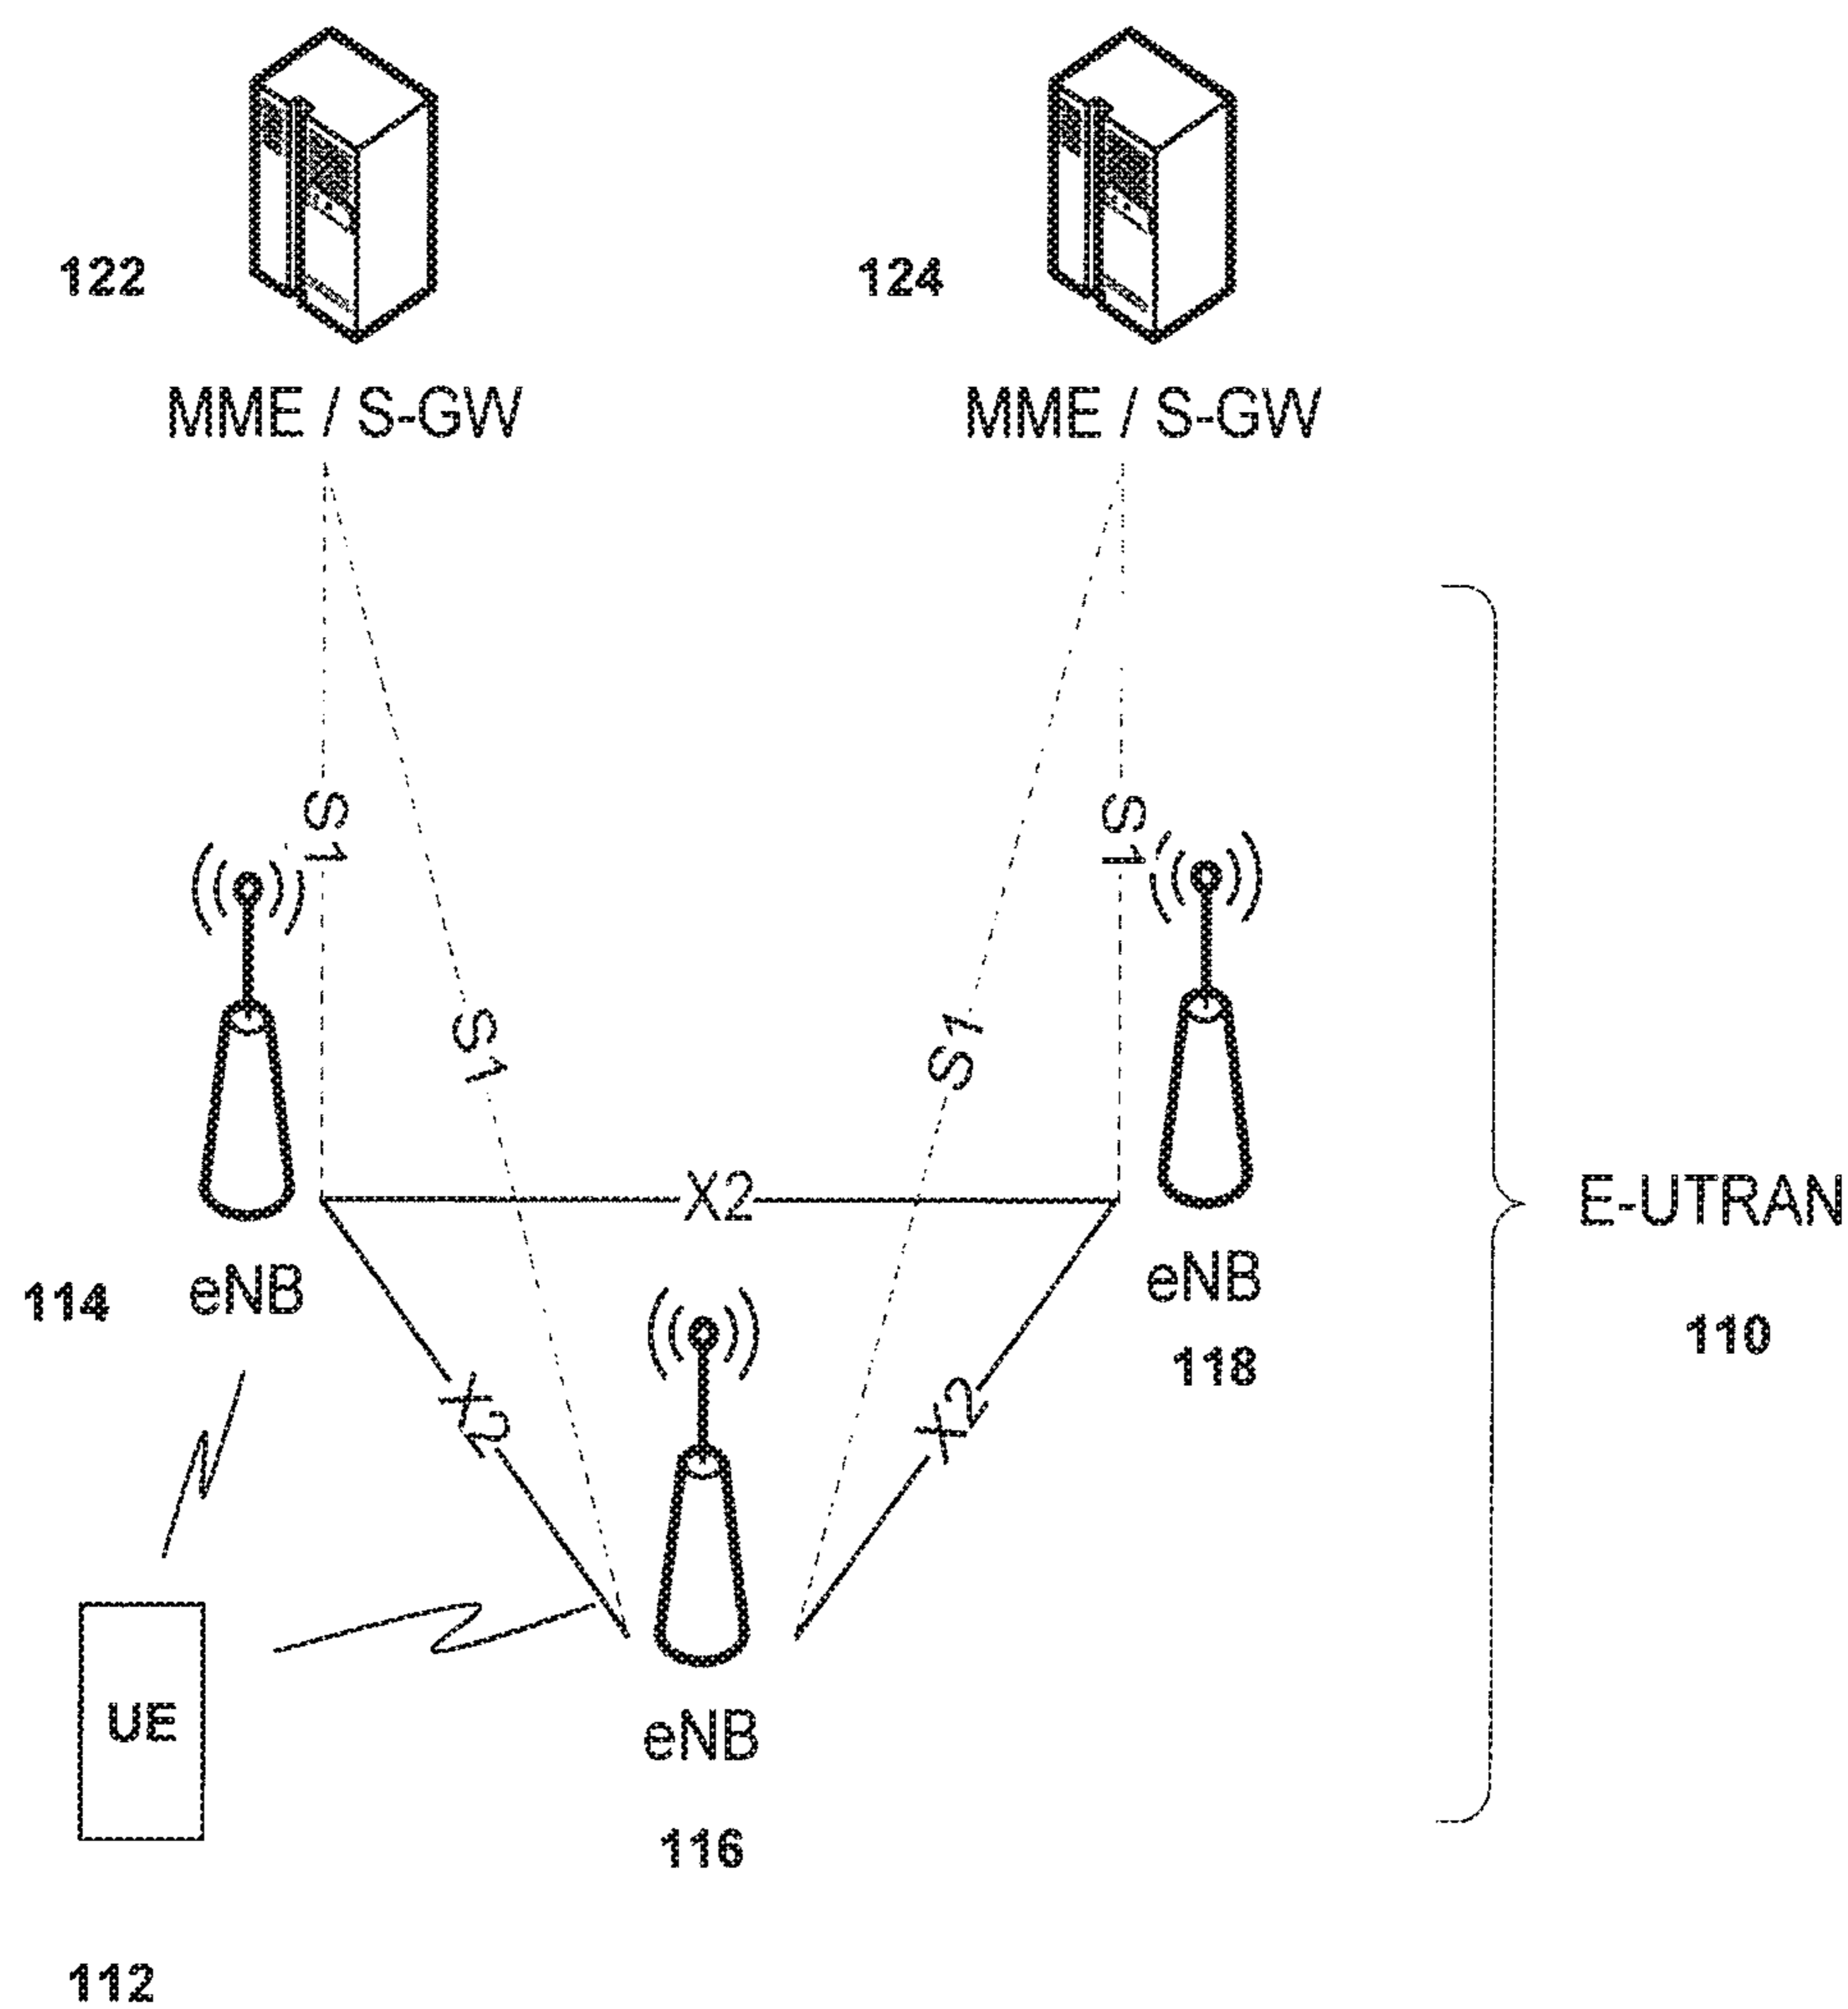 122
124
MME / S-GW
MME / S-GW
S1
S1
S1
S1
X2
E-UTRAN
eNB
eNB
114
110
118
X2
X2
UE
eNB
116
112